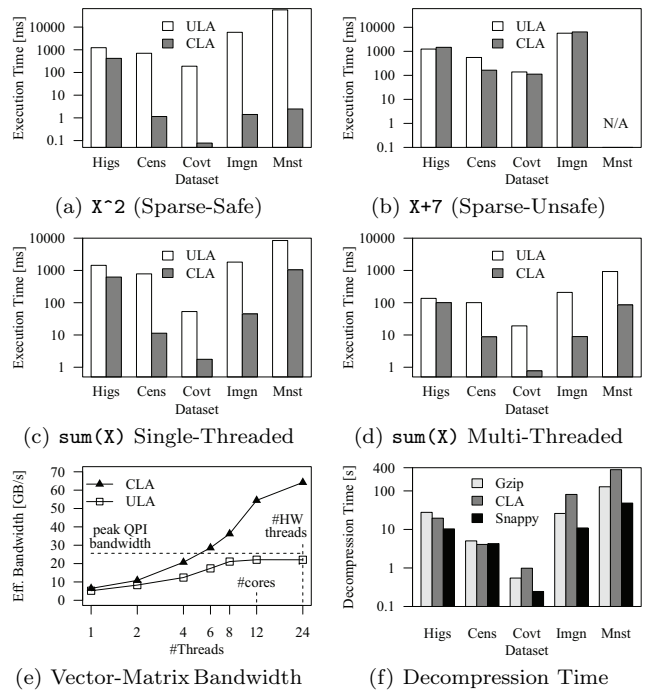 Execution Time [ms]
10000
1000
100
10
1
0.1
ULA
CLA
Higs Cens Covt Imgn Mnst
Dataset
(a) X^2 (Sparse-Safe)
Execution Time [ms]
10000
1000
100
10
1
0.1
ULA
CLA
N/A
Higs Cens Covt Imgn Mnst
Dataset
(b) X+7 (Sparse-Unsafe)
Execution Time [ms]
10000
1000
100
10
1
ULA
CLA
Higs Cens Covt Imgn Mnst
Dataset
(c) sum(X) Single-Threaded
Execution Time [ms]
10000
1000
100
10
1
ULA
CLA
Higs Cens Covt Imgn Mnst
Dataset
(d) sum(X) Multi-Threaded
Eff. Bandwidth [GB/s]
70
60
50
40
30
20
10
0
CLA
ULA
peak QPI
bandwidth
#HW
threads
#cores
1 2 4 6 8 12 24
#Threads
(e) Vector-Matrix Bandwidth
Decompression Time [s]
400
100
10
1
0.1
Gzip
CLA
Snappy
Higs Cens Covt Imgn Mnst
Dataset
(f) Decompression Time